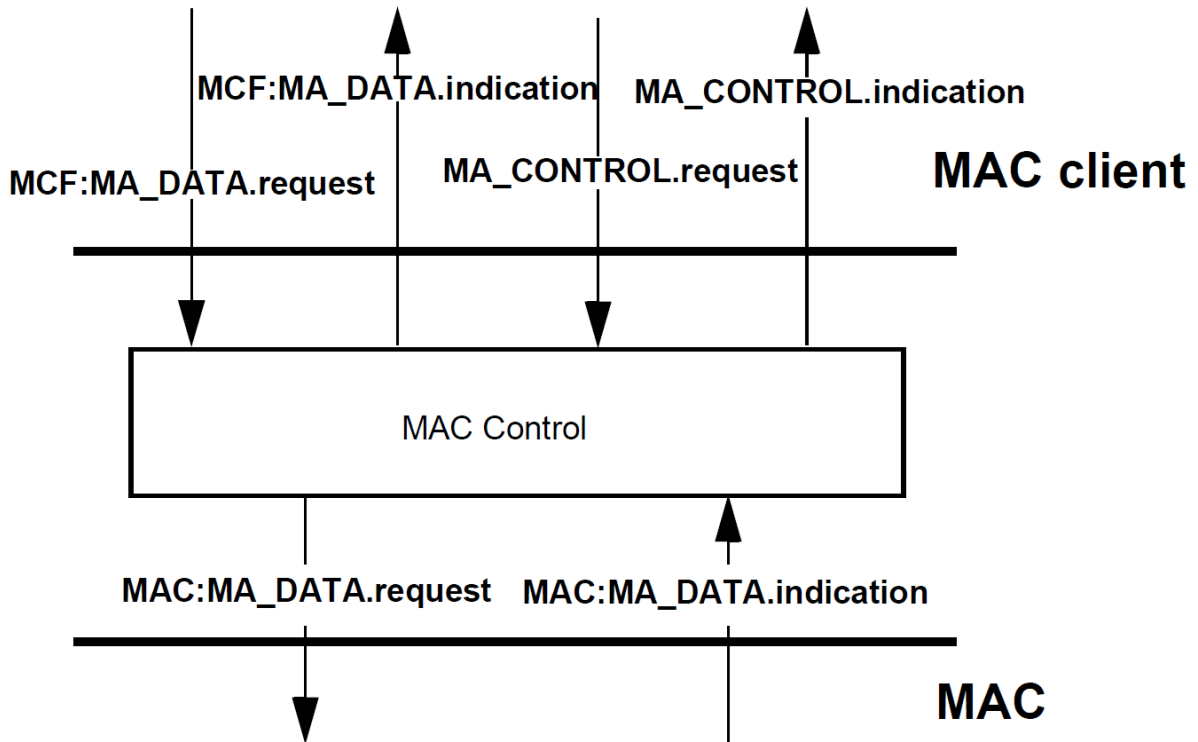 MCF:MA_DATA.indication
MA_CONTROL.indication
MCF:MA_DATA.request
MA_CONTROL.request
MAC client
MAC Control
MAC:MA_DATA.request
MAC:MA_DATA.indication
MAC